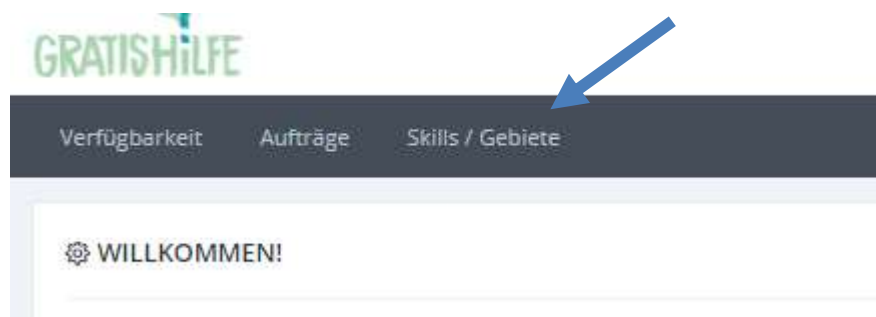 GRATISHiLFE
Verfügbarkeit Aufträge Skills / Gebiete
WILLKOMMEN!